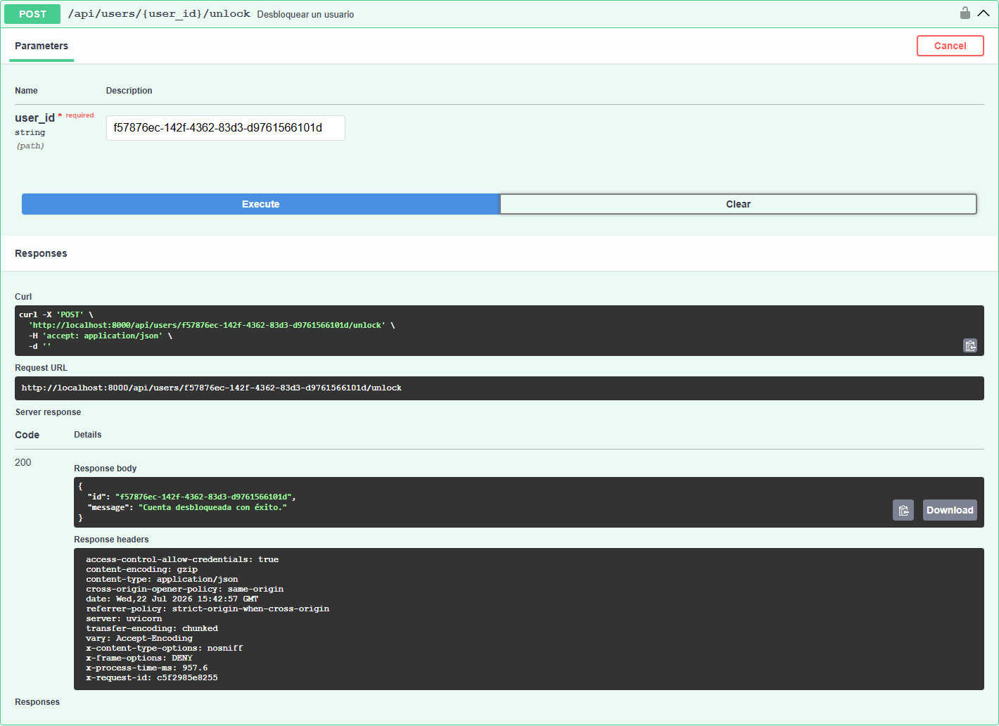 POST /api/users/{user_id}/unlock Desbloquear un usuario
Parameters
Cancel
Name Description
user_id * required
string
(path)
f57876ec-142f-4362-83d3-d9761566101d
Execute Clear
Responses
Curl
curl -X 'POST' \
  'http://localhost:8000/api/users/f57876ec-142f-4362-83d3-d9761566101d/unlock' \
  -H 'accept: application/json' \
  -d ''
Request URL
http://localhost:8000/api/users/f57876ec-142f-4362-83d3-d9761566101d/unlock
Server response
Code Details
200
Response body
{
  "id": "f57876ec-142f-4362-83d3-d9761566101d",
  "message": "Cuenta desbloqueada con éxito."
}
Download
Response headers
access-control-allow-credentials: true
content-encoding: gzip
content-type: application/json
cross-origin-opener-policy: same-origin
date: Wed,22 Jul 2026 15:42:57 GMT
referrer-policy: strict-origin-when-cross-origin
server: uvicorn
transfer-encoding: chunked
vary: Accept-Encoding
x-content-type-options: nosniff
x-frame-options: DENY
x-process-time-ms: 957.6
x-request-id: c5f2985e8255
Responses